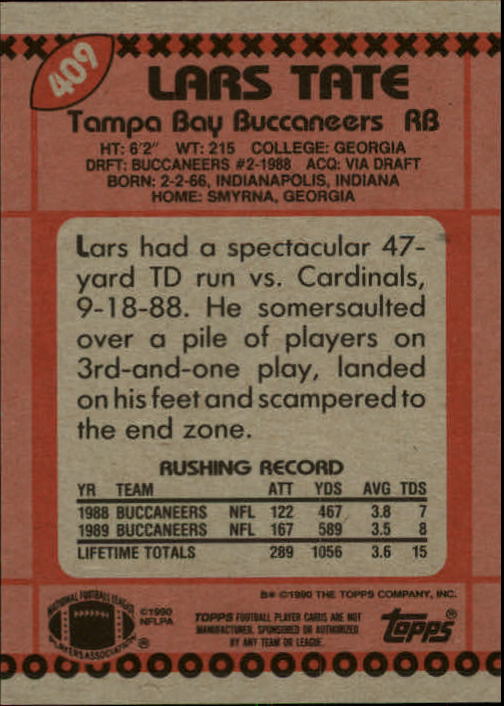 409
LARS TATE
Tampa Bay Buccaneers RB
HT: 6'2" WT: 215 COLLEGE: GEORGIA
DRFT: BUCCANEERS #2-1988 ACQ: VIA DRAFT
BORN: 2-2-66, INDIANAPOLIS, INDIANA
HOME: SMYRNA, GEORGIA
Lars had a spectacular 47-
yard TD run vs. Cardinals,
9-18-88. He somersaulted
over a pile of players on
3rd-and-one play, landed
on his feet and scampered to
the end zone.
RUSHING RECORD
YR TEAM ATT YDS AVG TDS
1988 BUCCANEERS NFL 122 467 3.8 7
1989 BUCCANEERS NFL 167 589 3.5 8
LIFETIME TOTALS 289 1056 3.6 15
B* ©1990 THE TOPPS COMPANY, INC.
NATIONAL FOOTBALL LEAGUE
PLAYERS ASSOCIATION ®
©1990
NFLPA
TOPPS FOOTBALL PLAYER CARDS ARE NOT
MANUFACTURED, SPONSORED OR AUTHORIZED
BY ANY TEAM OR LEAGUE.
topps®